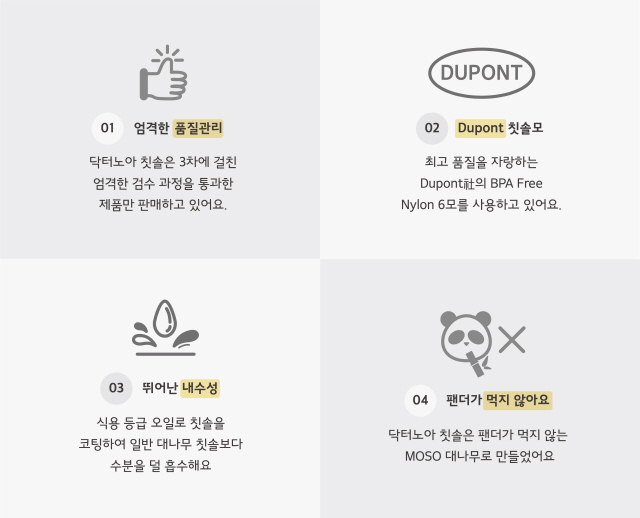 01 엄격한 품질관리
닥터노아 칫솔은 3차에 걸친
엄격한 검수 과정을 통과한
제품만 판매하고 있어요.
DUPONT
02 Dupont 칫솔모
최고 품질을 자랑하는
Dupont社의 BPA Free
Nylon 6모를 사용하고 있어요.
03 뛰어난 내수성
식용 등급 오일로 칫솔을
코팅하여 일반 대나무 칫솔보다
수분을 덜 흡수해요
04 팬더가 먹지 않아요
닥터노아 칫솔은 팬더가 먹지 않는
MOSO 대나무로 만들었어요